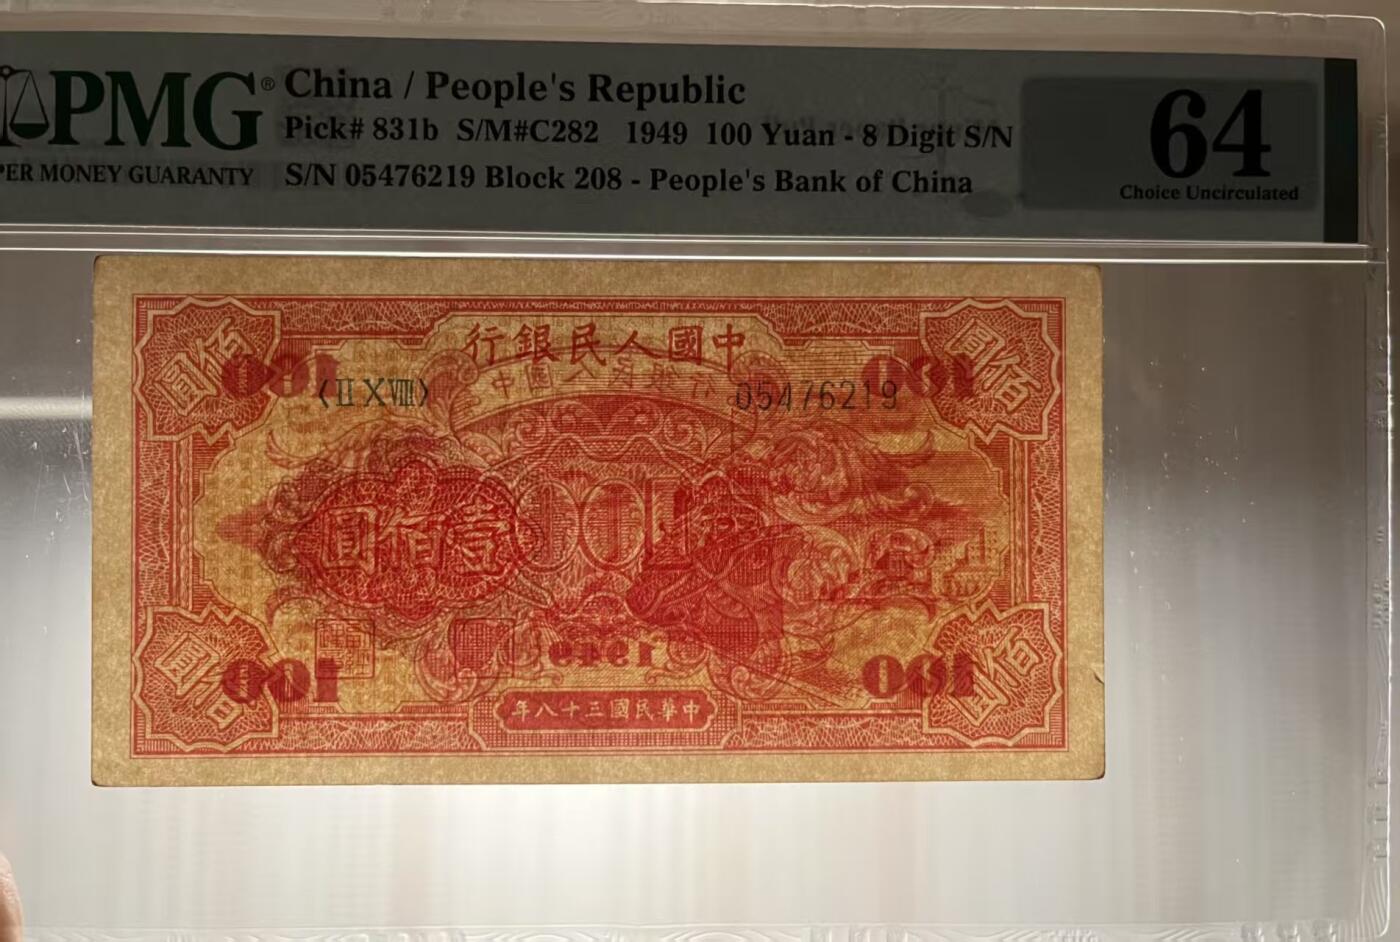 PMG® China / People's Republic
Pick# 831b S/M#C282 1949 100 Yuan - 8 Digit S/N
PER MONEY GUARANTY S/N 05476219 Block 208 - People's Bank of China
64
Choice Uncirculated
行銀民人國中
〈II X VIII〉 05476219
圓佰 佰圓
圓佰壹
圓佰 佰圓
100 100
1949
年八十三國民華中